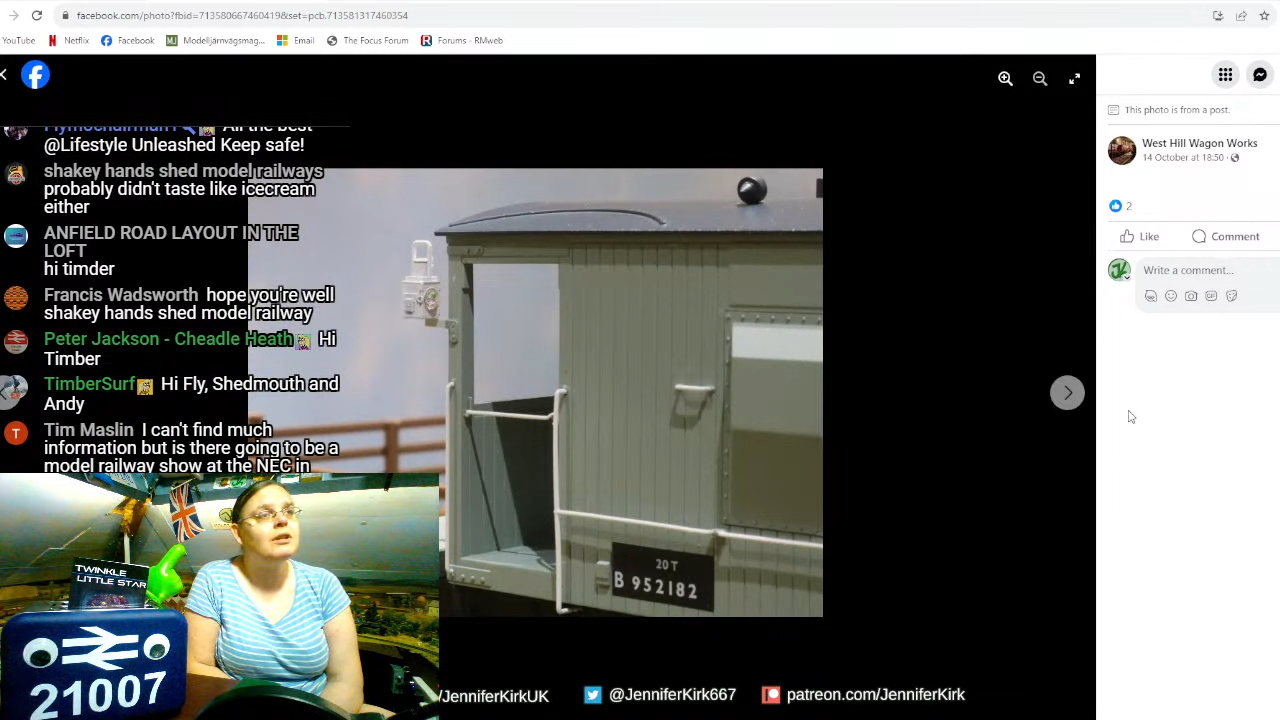 facebook.com/photo?fbid=713580667460419&set=pcb.713581317460354
YouTube Netflix Facebook Modelljärnvägsmag... Email The Focus Forum Forums - RMweb
This photo is from a post.
West Hill Wagon Works
14 October at 18:50
2
Like Comment
Write a comment...
All the best
@Lifestyle Unleashed Keep safe!
shakey hands shed model railways
probably didn't taste like icecream
either
ANFIELD ROAD LAYOUT IN THE
LOFT
hi timder
Francis Wadsworth hope you're well
shakey hands shed model railway
Peter Jackson - Cheadle Heath Hi
Timber
TimberSurf Hi Fly, Shedmouth and
Andy
Tim Maslin I can't find much
information but is there going to be a
model railway show at the NEC in
20T
B 952182
TWINKLE
LITTLE STAR
21007
/JenniferKirkUK @JenniferKirk667 patreon.com/JenniferKirk